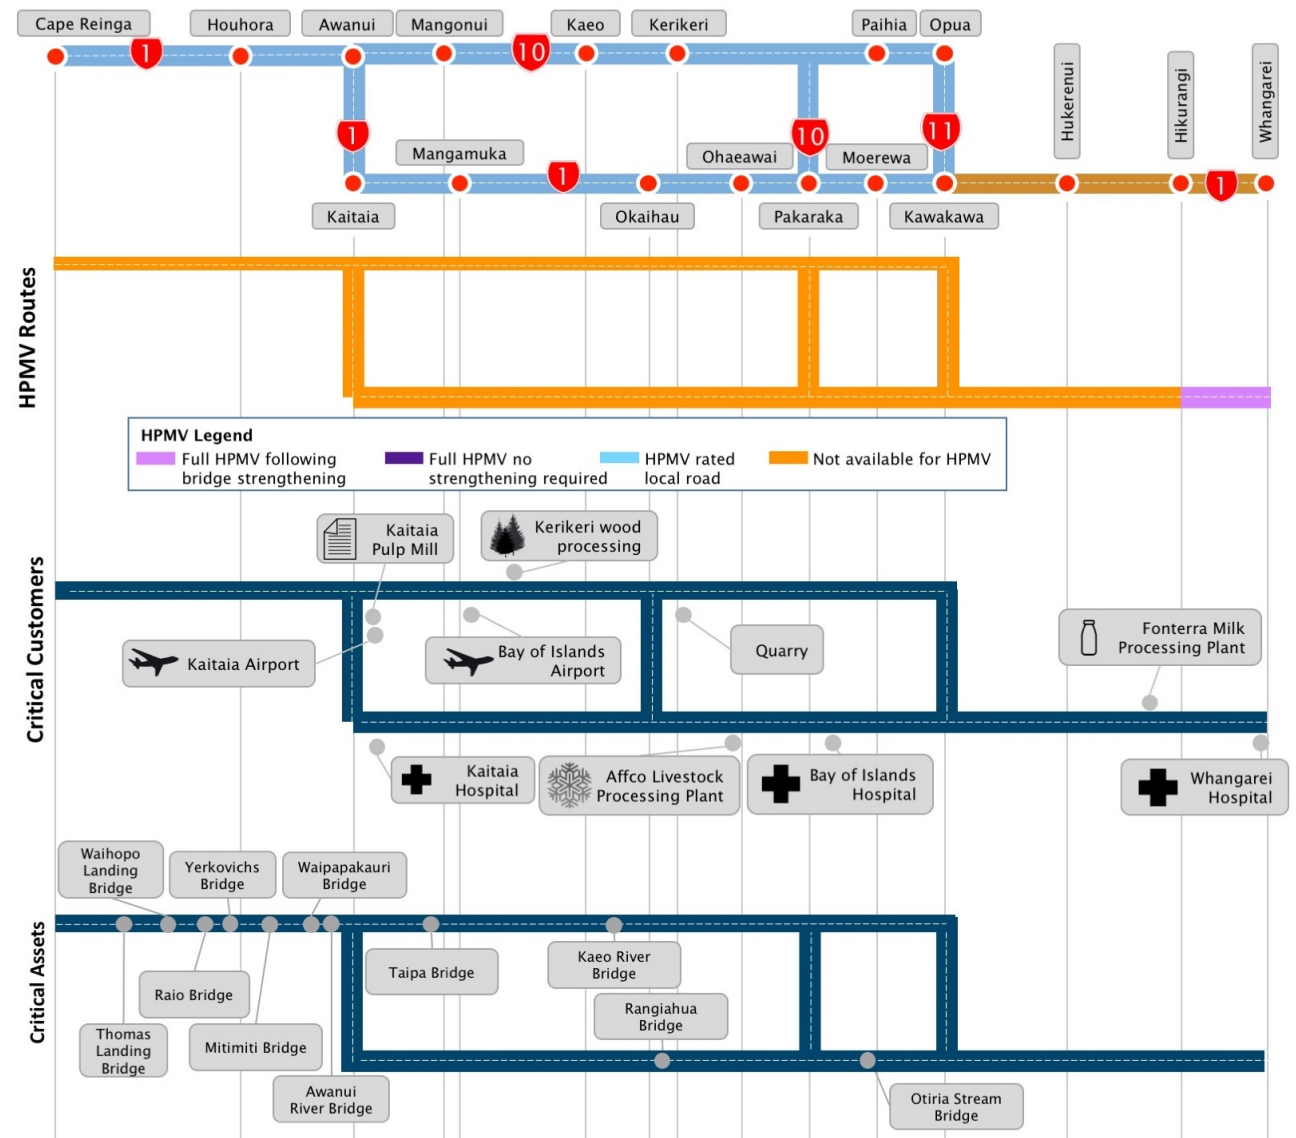 Cape Reinga
Houhora
Awanui
Mangonui
Kaeo
Kerikeri
Paihia
Opua
1
10
Hukerenui
Hikurangi
Whangarei
1
10
11
Mangamuka
1
Ohaeawai
Moerewa
1
Kaitaia
Okaihau
Pakaraka
Kawakawa
HPMV Routes
HPMV Legend
Full HPMV following
bridge strengthening
Full HPMV no
strengthening required
HPMV rated
local road
Not available for HPMV
Critical Customers
Kaitaia
Pulp Mill
Kerikeri wood
processing
Kaitaia Airport
Bay of Islands
Airport
Quarry
Fonterra Milk
Processing Plant
Kaitaia
Hospital
Affco Livestock
Processing Plant
Bay of Islands
Hospital
Whangarei
Hospital
Critical Assets
Waihopo
Landing
Bridge
Yerkovichs
Bridge
Waipapakauri
Bridge
Raio Bridge
Taipa Bridge
Kaeo River
Bridge
Rangiahua
Bridge
Thomas
Landing
Bridge
Mitimiti Bridge
Awanui
River Bridge
Otiria Stream
Bridge